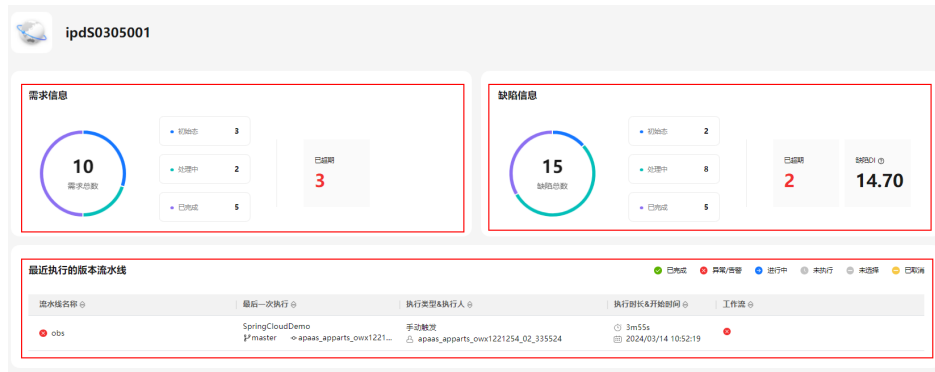 ipdS0305001
需求信息
10
需求总数
初始态 3
处理中 2
已完成 5
已超期
3
缺陷信息
15
缺陷总数
初始态 2
处理中 8
已完成 5
已超期
2
缺陷DI
14.70
最近执行的版本流水线
已完成 异常/告警 进行中 未执行 未选择 已取消
流水线名称 最后一次执行 执行类型&执行人 执行时长&开始时间 工作流
obs
SpringCloudDemo
master apaas_apparts_owx1221...
手动触发
apaas_apparts_owx1221254_02_335524
3m55s
2024/03/14 10:52:19